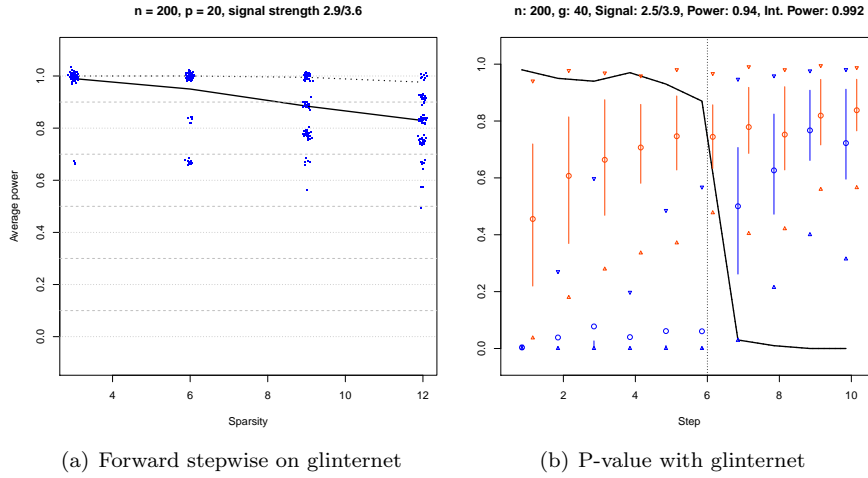 n = 200, p = 20, signal strength 2.9/3.6
Average power
1.0
0.8
0.6
0.4
0.2
0.0
4 6 8 10 12
Sparsity
(a) Forward stepwise on glinternet
n: 200, g: 40, Signal: 2.5/3.9, Power: 0.94, Int. Power: 0.992
1.0
0.8
0.6
0.4
0.2
0.0
2 4 6 8 10
Step
(b) P-value with glinternet